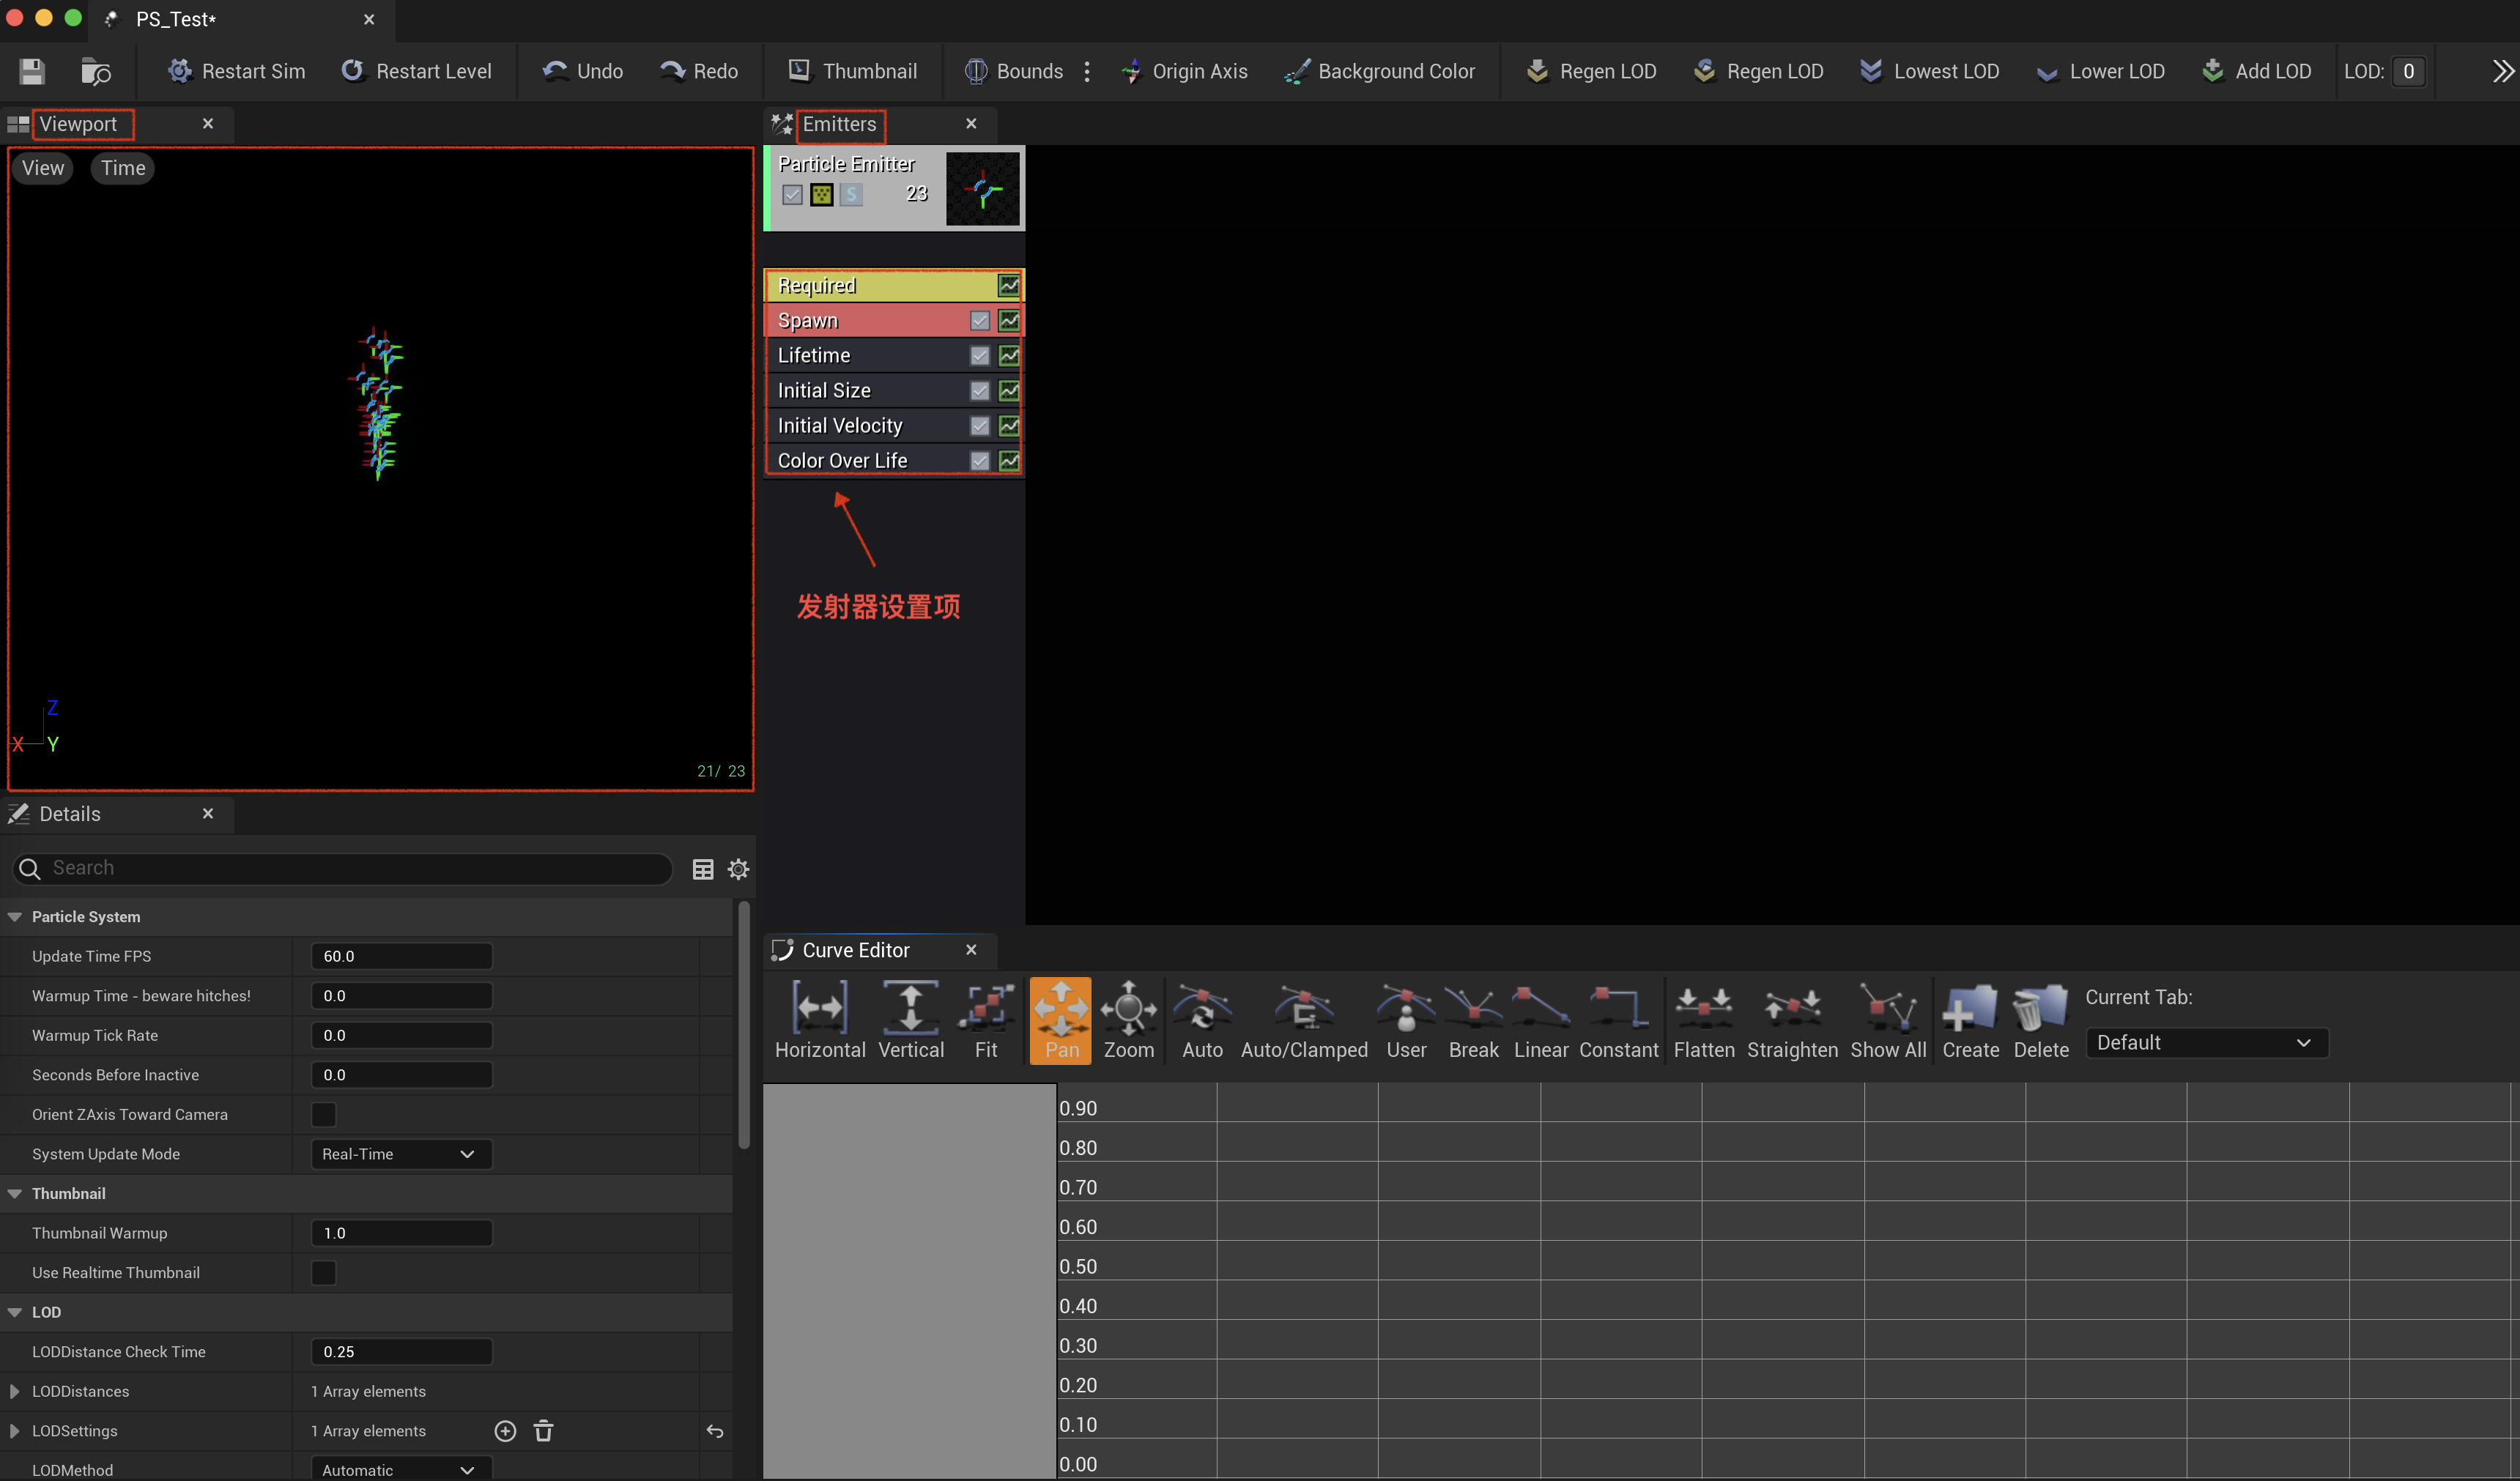 PS_Test*
Restart Sim Restart Level Undo Redo Thumbnail Bounds Origin Axis Background Color Regen LOD Regen LOD Lowest LOD Lower LOD Add LOD LOD: 0
Viewport
View Time
Z
X Y
21/ 23
Emitters
Particle Emitter
S 23
Required
Spawn
Lifetime
Initial Size
Initial Velocity
Color Over Life
发射器设置项
Details
Search
Particle System
Update Time FPS 60.0
Warmup Time - beware hitches! 0.0
Warmup Tick Rate 0.0
Seconds Before Inactive 0.0
Orient ZAxis Toward Camera
System Update Mode Real-Time
Thumbnail
Thumbnail Warmup 1.0
Use Realtime Thumbnail
LOD
LODDistance Check Time 0.25
LODDistances 1 Array elements
LODSettings 1 Array elements
LODMethod Automatic
Curve Editor
Horizontal Vertical Fit Pan Zoom Auto Auto/Clamped User Break Linear Constant Flatten Straighten Show All Create Delete
Current Tab:
Default
0.90
0.80
0.70
0.60
0.50
0.40
0.30
0.20
0.10
0.00